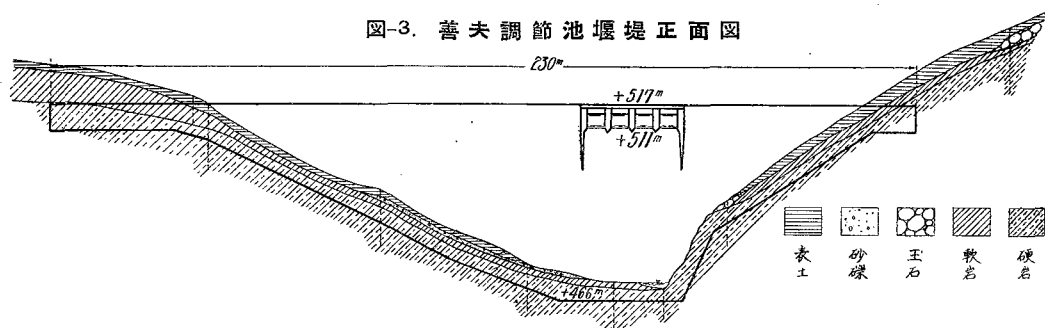 図-3. 善夫調節池堰堤正面図
230m
+517m
+511m
+466m
表土
砂礫
玉石
軟岩
硬岩